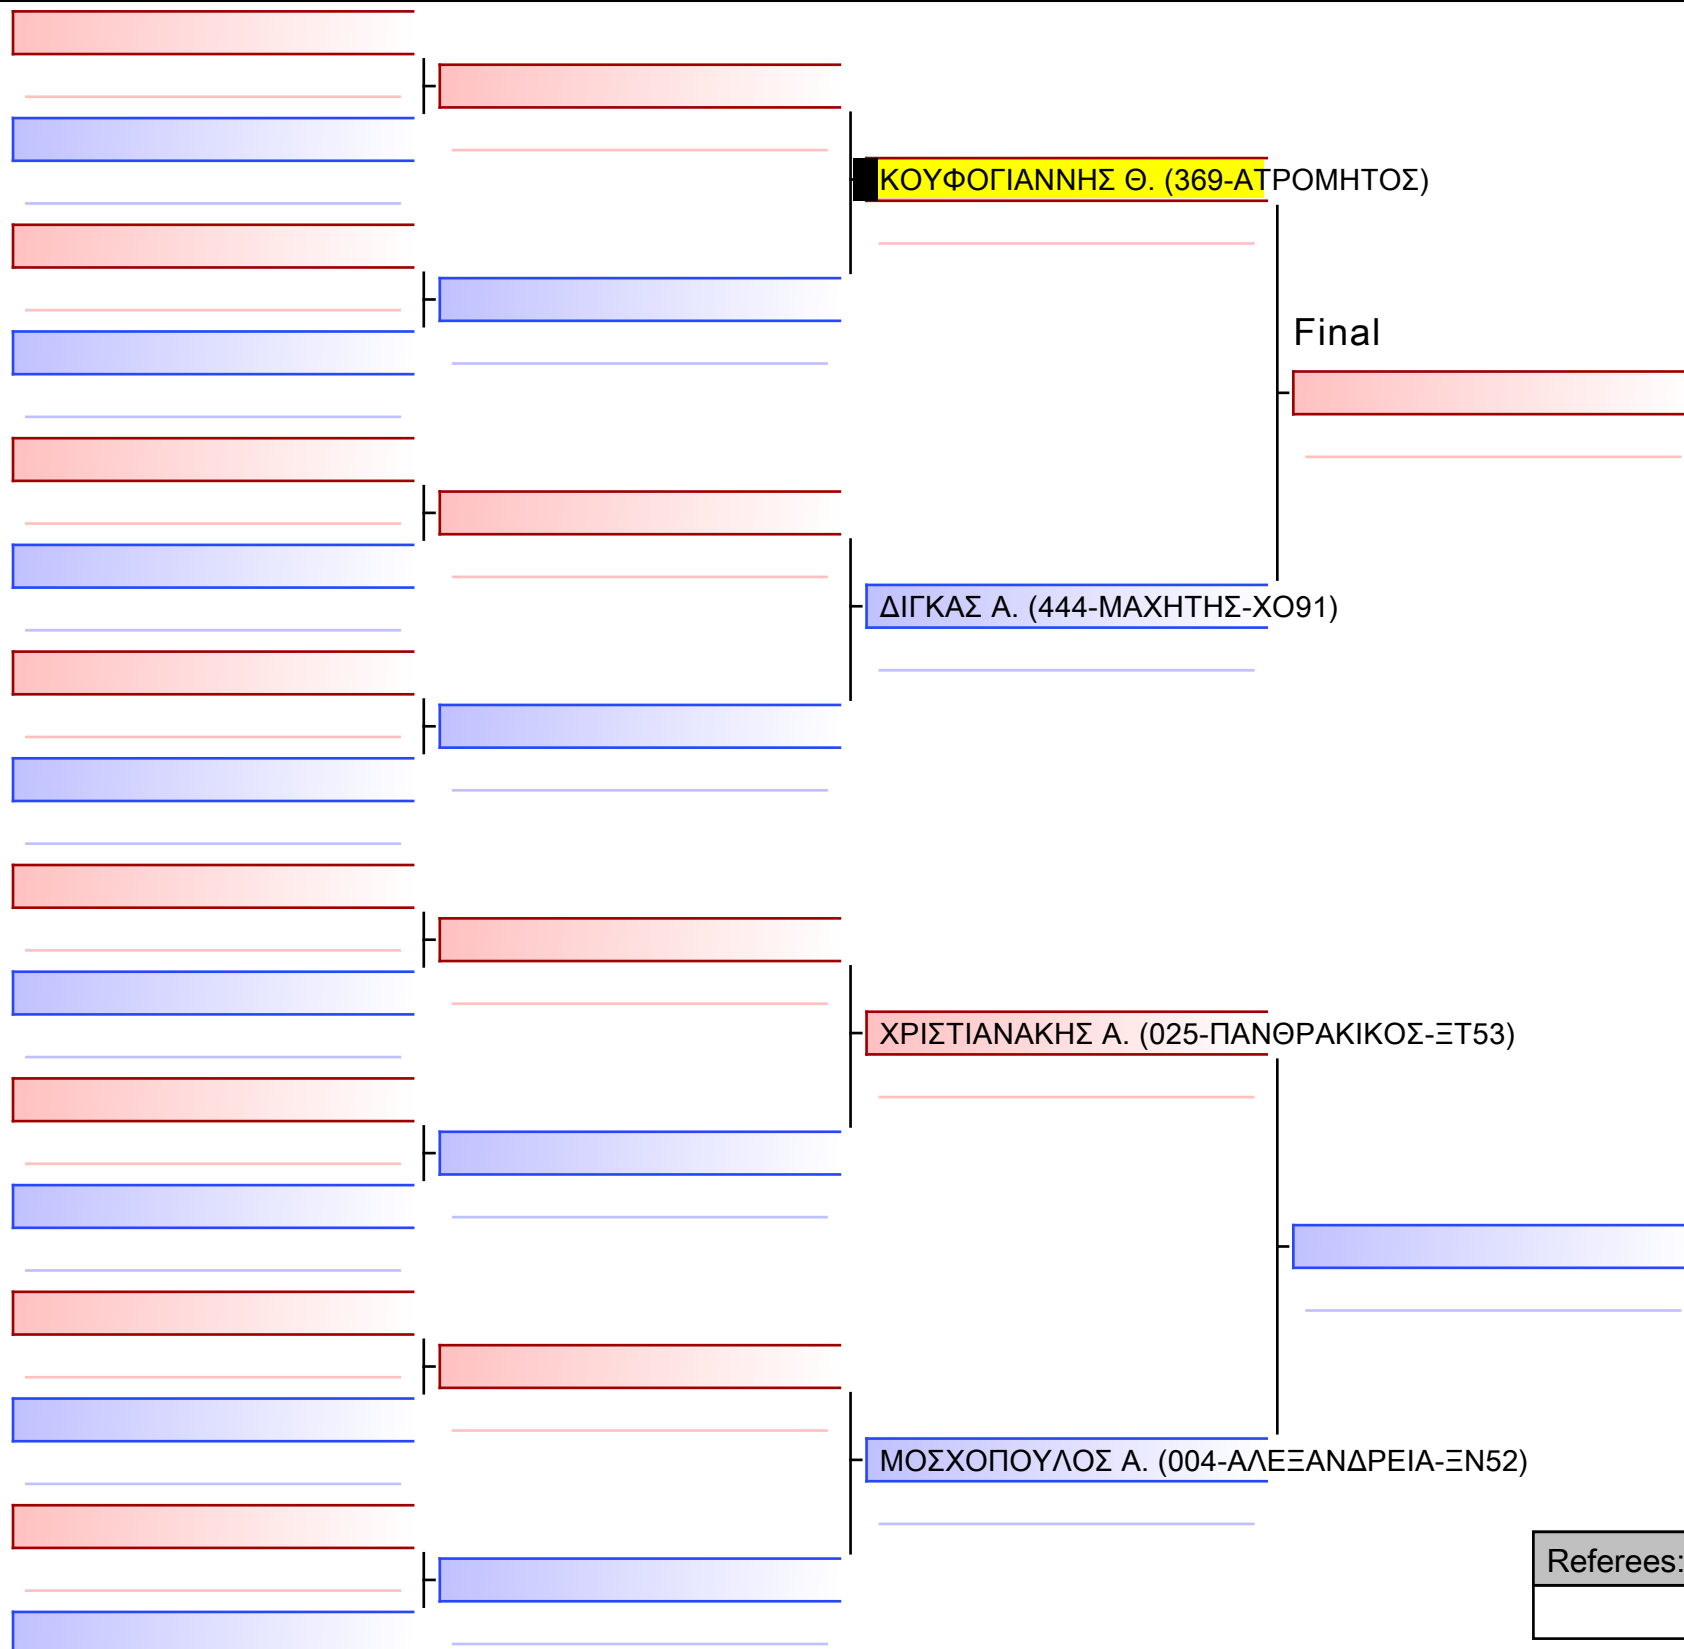 ΚΟΥΦΟΓΙΑΝΝΗΣ Θ. (369-ΑΤΡΟΜΗΤΟΣ)
Final
ΔΙΓΚΑΣ Α. (444-ΜΑΧΗΤΗΣ-ΧΟ91)
ΧΡΙΣΤΙΑΝΑΚΗΣ Α. (025-ΠΑΝΘΡΑΚΙΚΟΣ-ΞΤ53)
ΜΟΣΧΟΠΟΥΛΟΣ Α. (004-ΑΛΕΞΑΝΔΡΕΙΑ-ΞΝ52)
Referees: